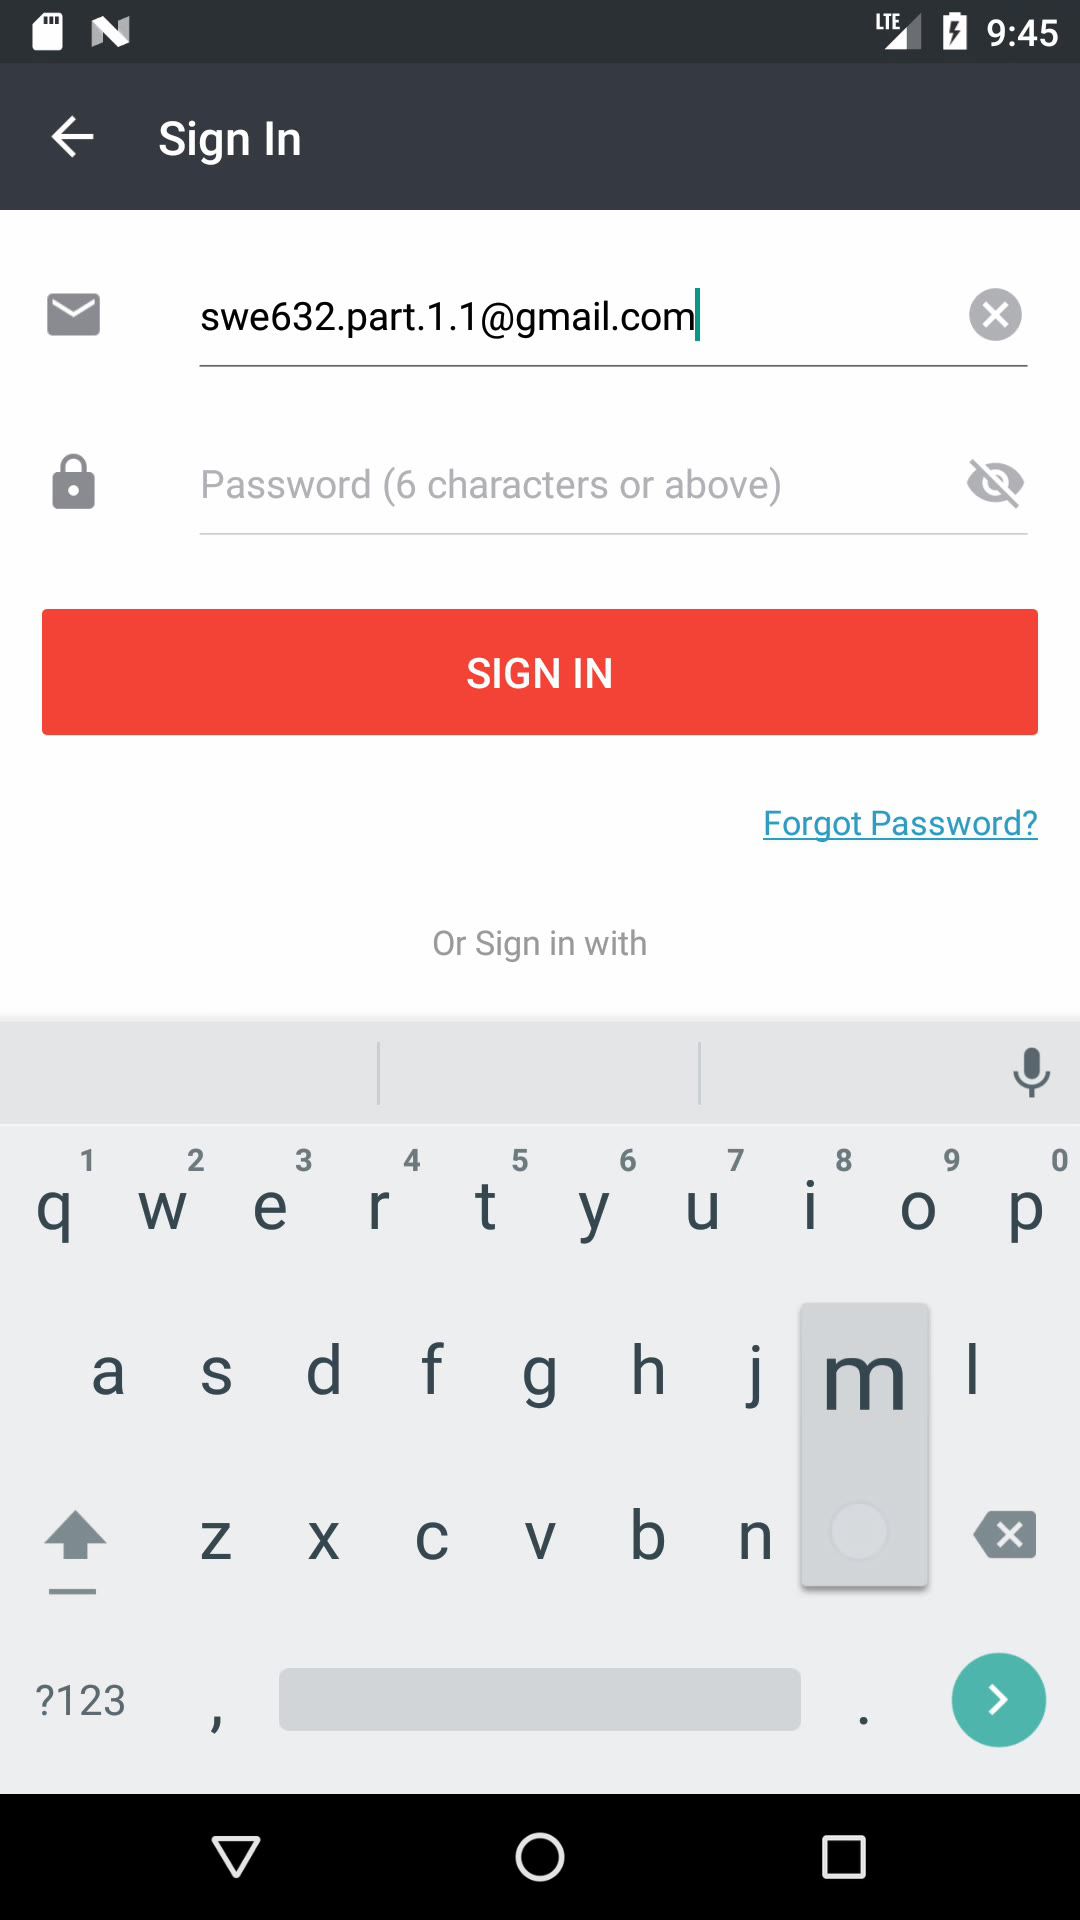 LTE 9:45
Sign In
swe632.part.1.1@gmail.com
Password (6 characters or above)
SIGN IN
Forgot Password?
Or Sign in with
1 2 3 4 5 6 7 8 9 0
q w e r t y u i o p
a s d f g h j m l
z x c v b n
?123 , .